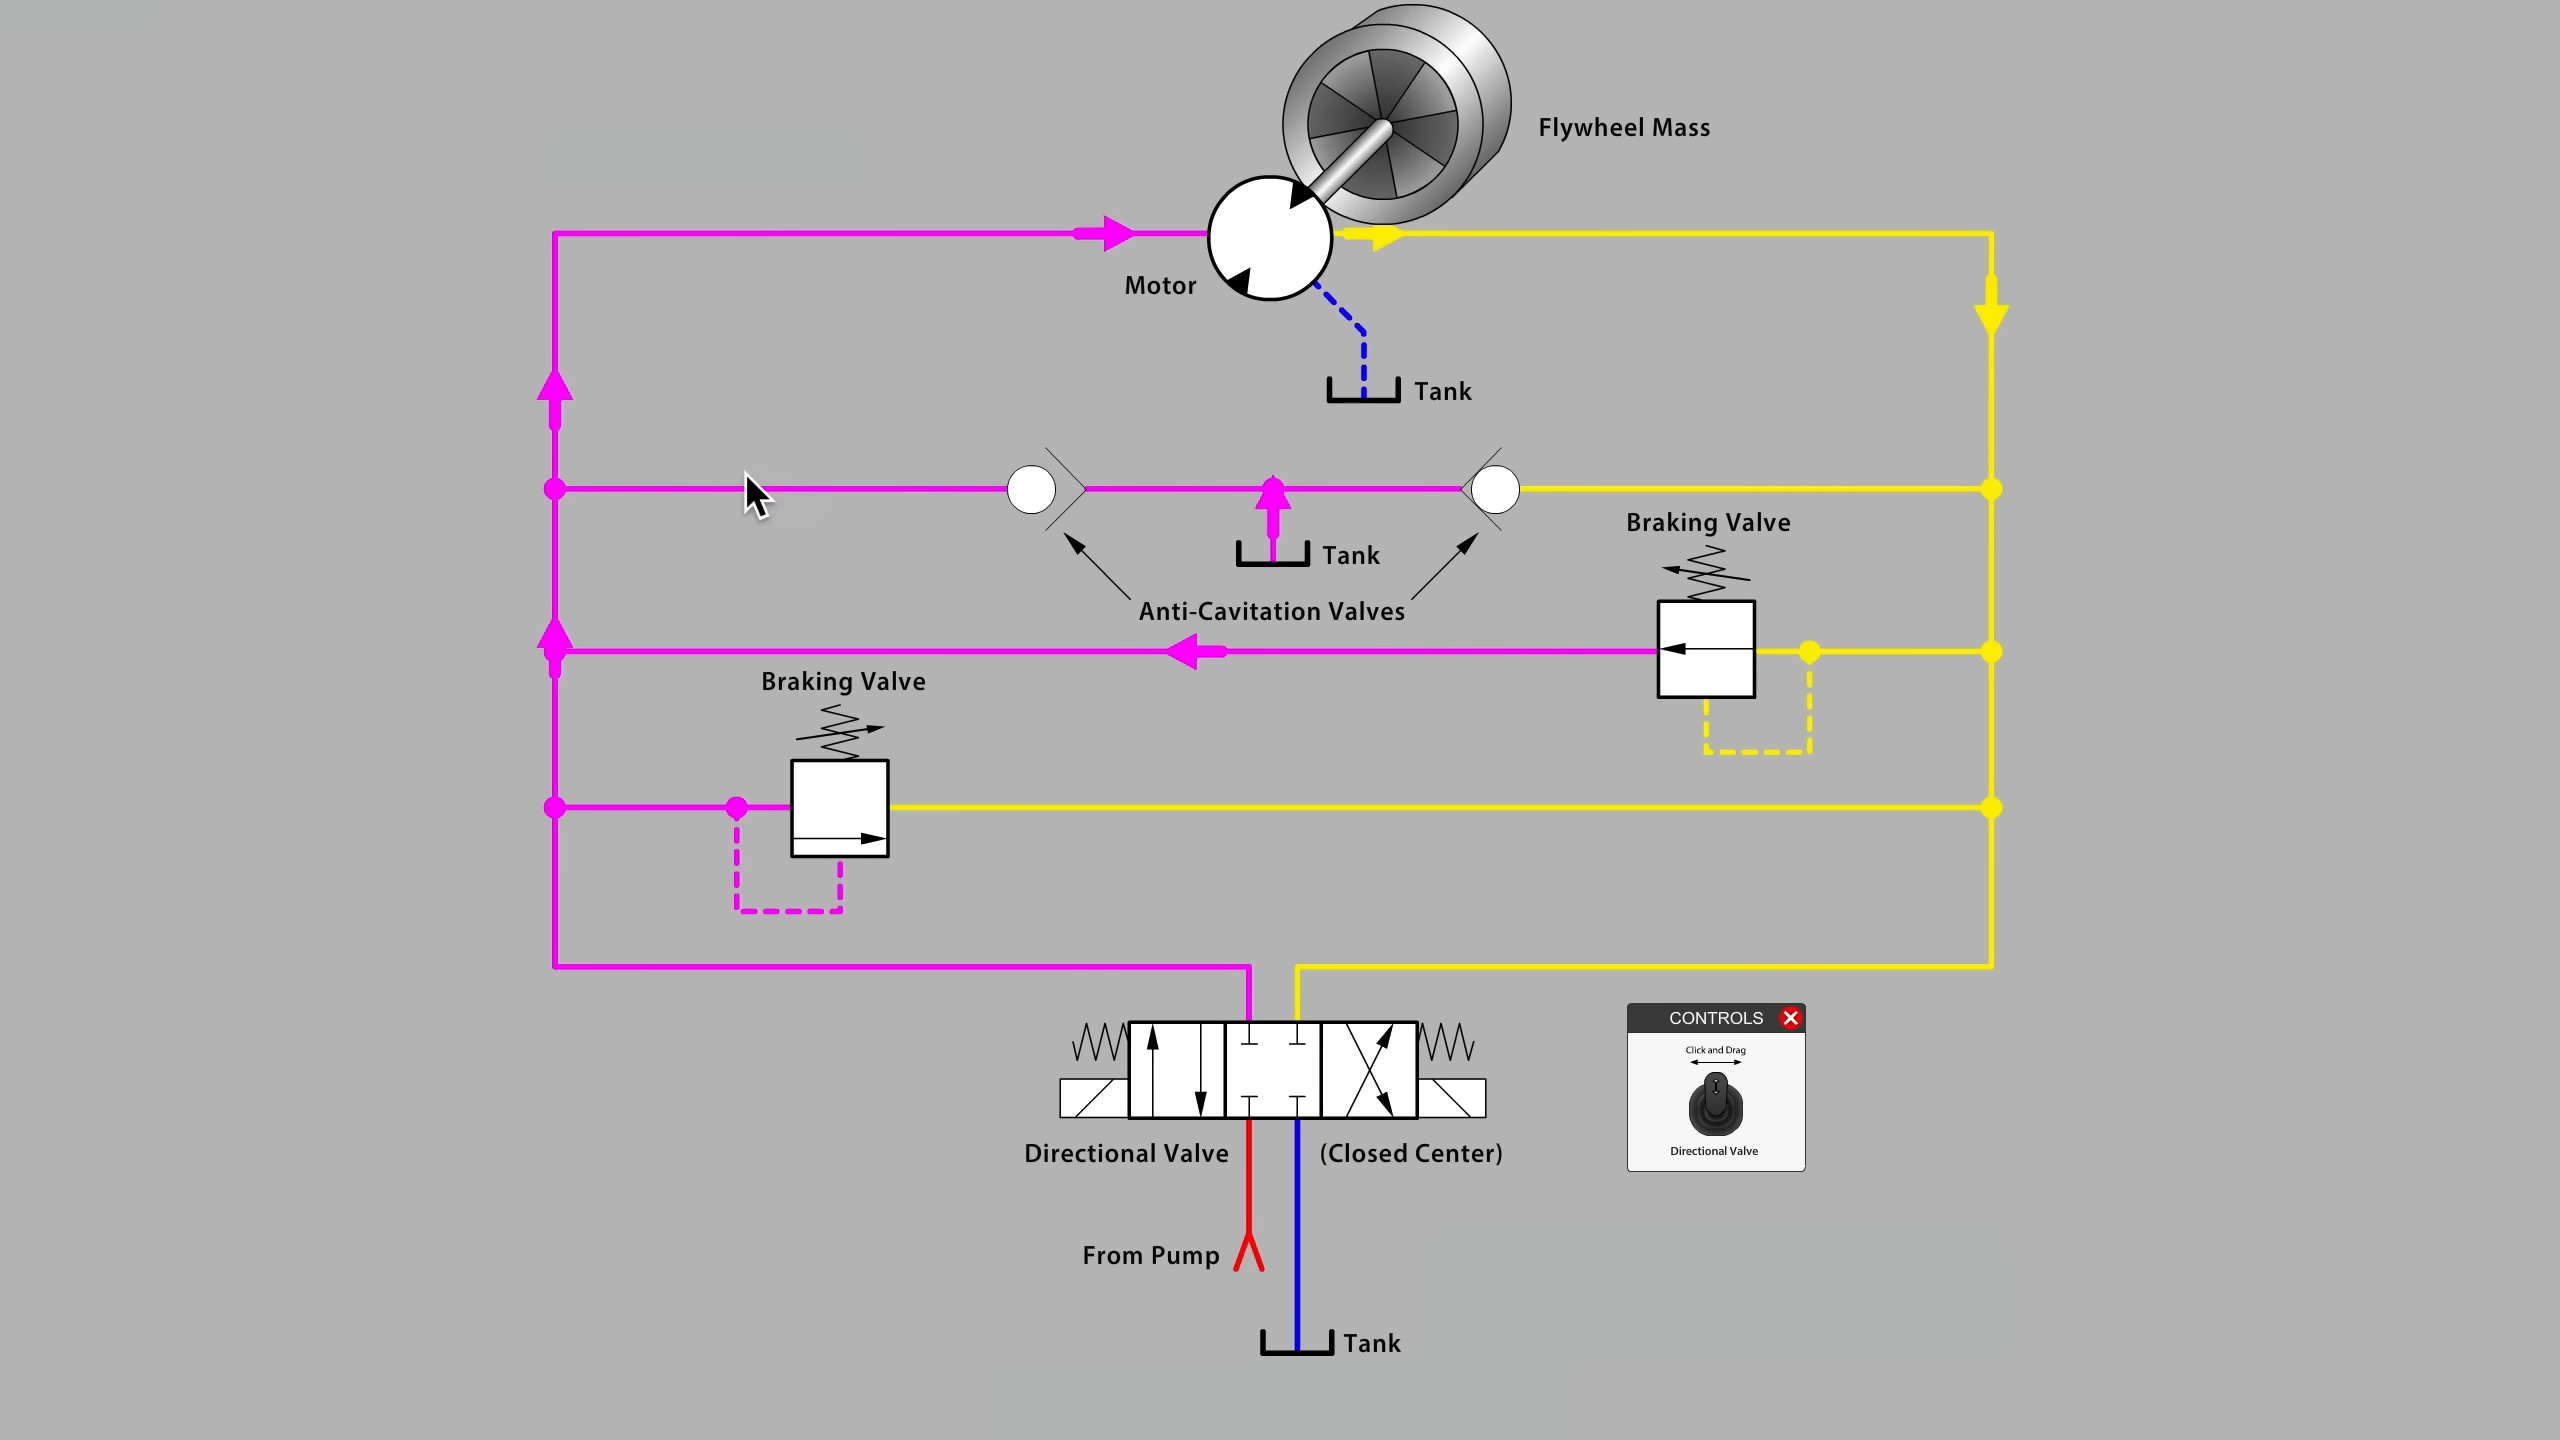 Flywheel Mass
Motor
Tank
Braking Valve
Tank
Anti-Cavitation Valves
Braking Valve
CONTROLS
Click and Drag
Directional Valve
Directional Valve
(Closed Center)
From Pump
Tank